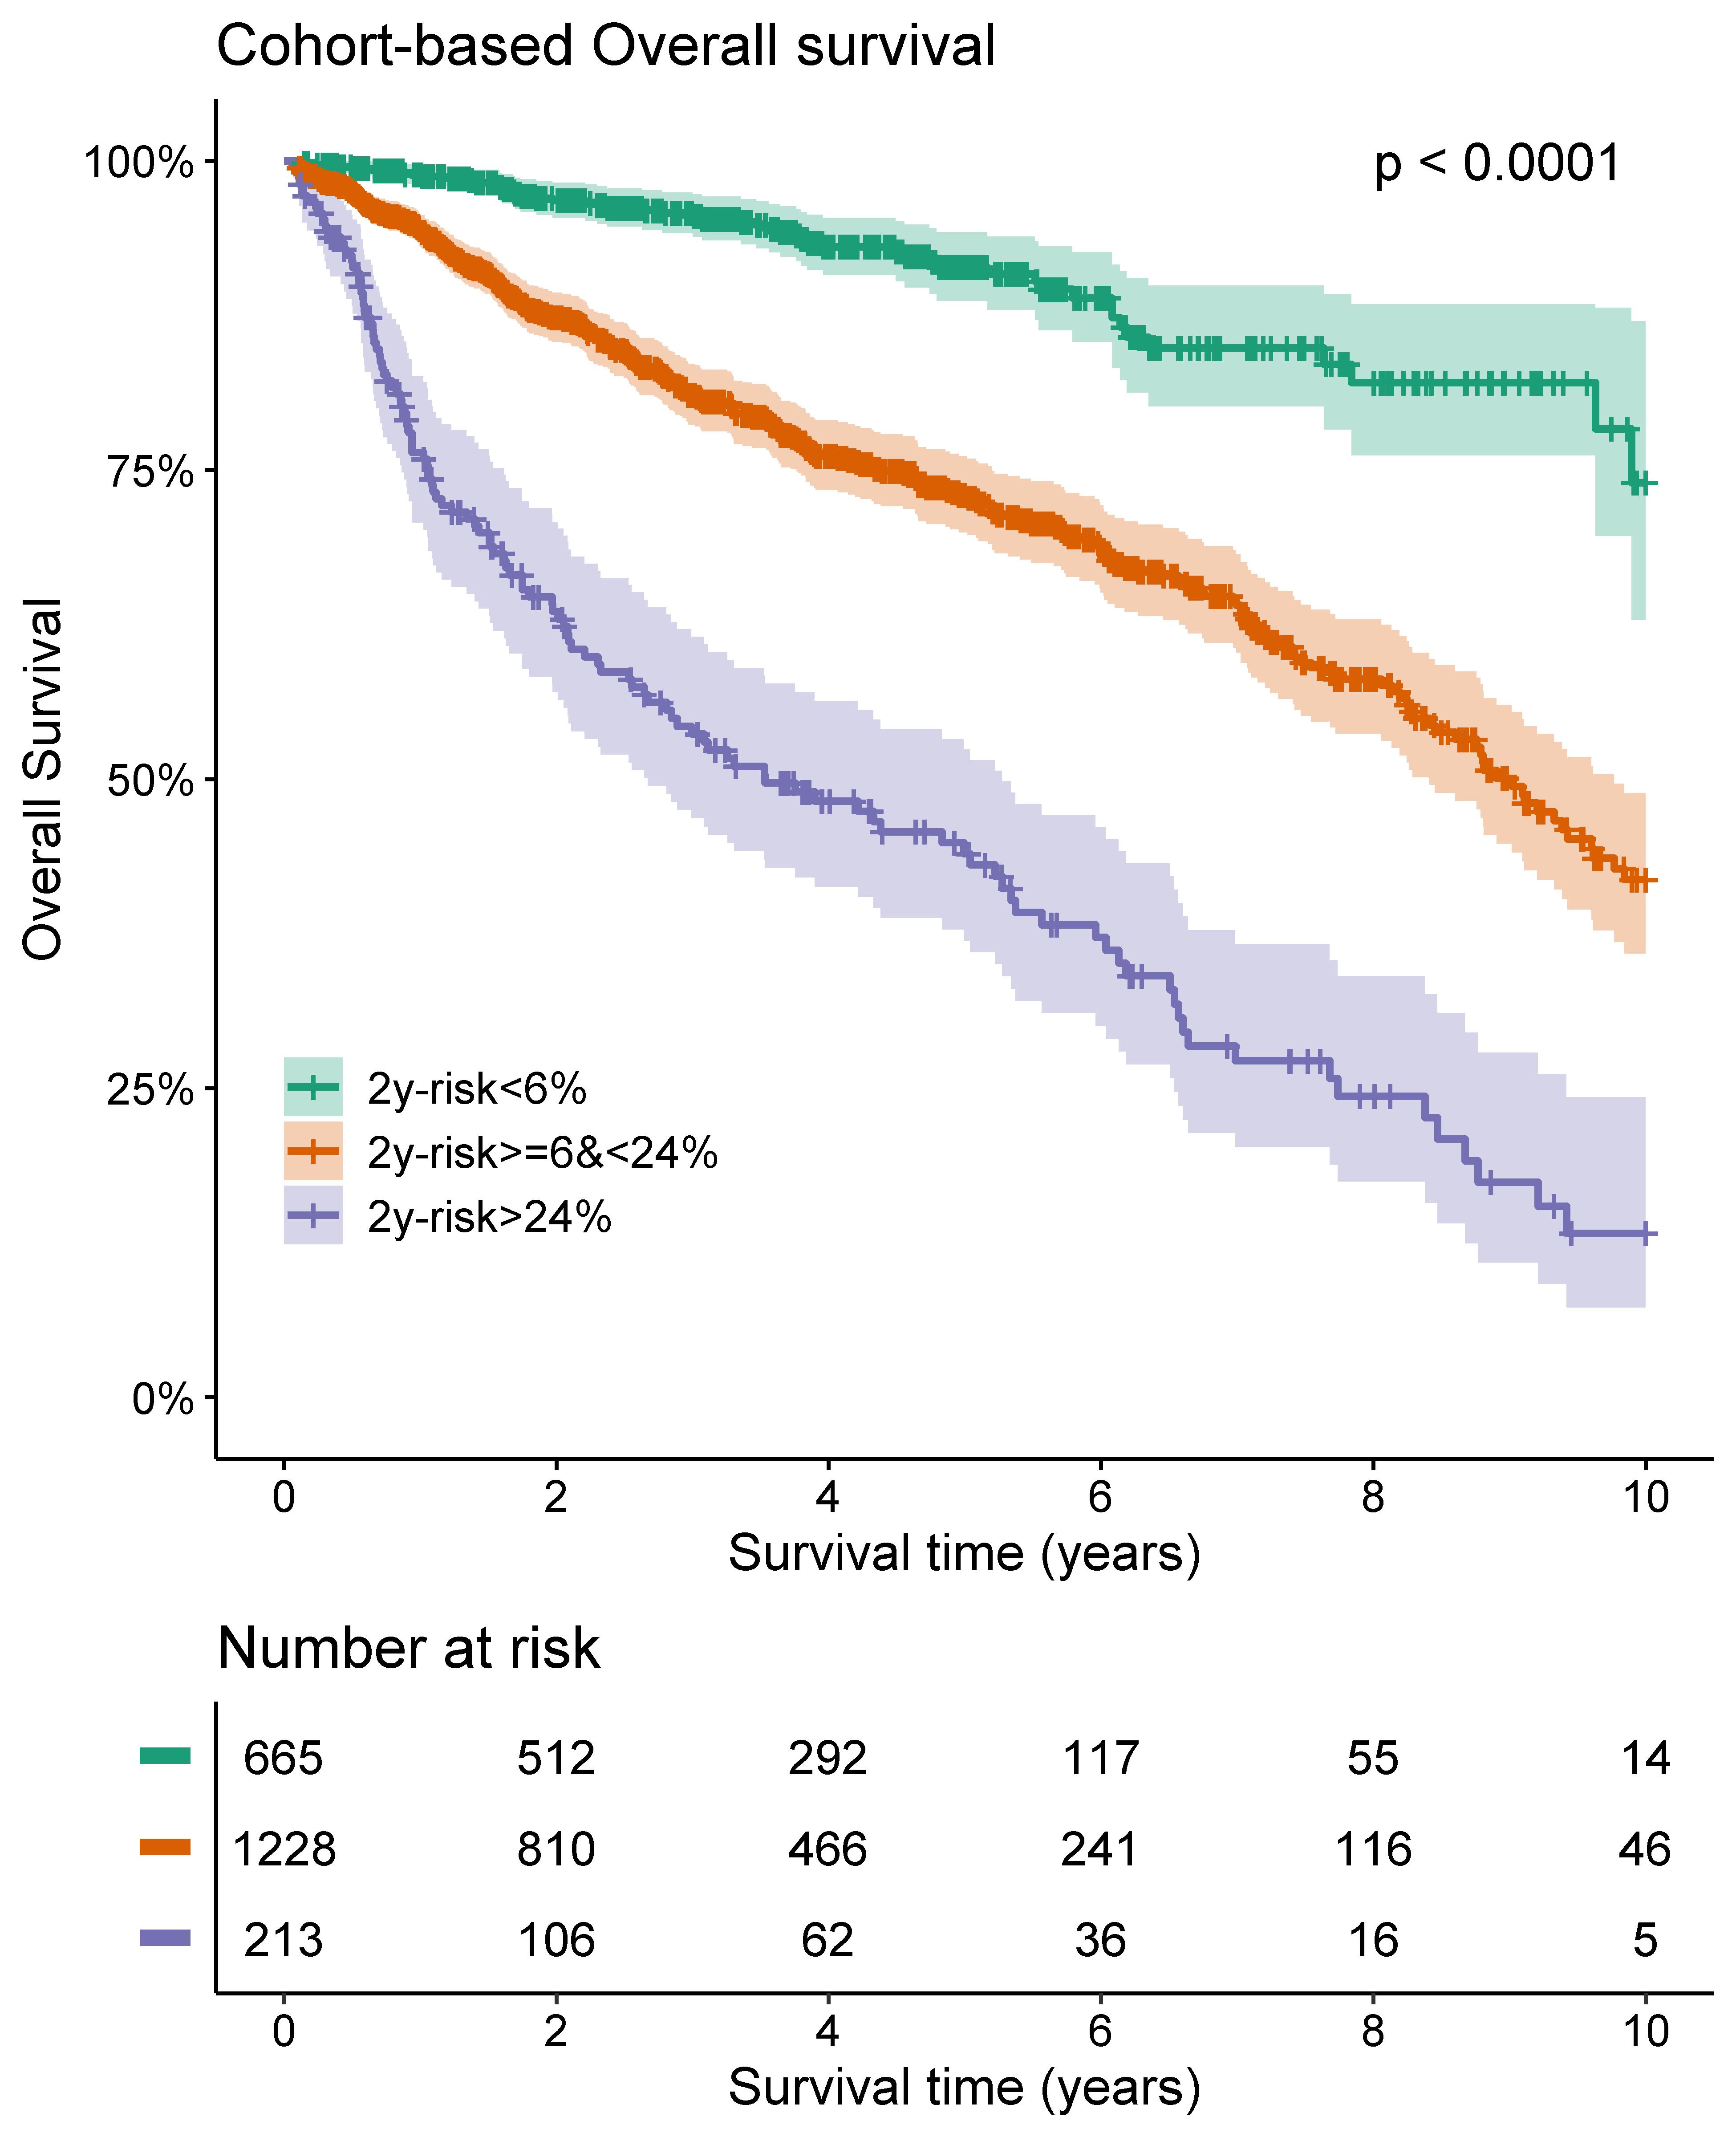 Cohort-based Overall survival
p < 0.0001
100%
75%
50%
25%
0%
Overall Survival
2y-risk<6%
2y-risk>=6&<24%
2y-risk>24%
0 2 4 6 8 10
Survival time (years)
Number at risk
665 512 292 117 55 14
1228 810 466 241 116 46
213 106 62 36 16 5
0 2 4 6 8 10
Survival time (years)